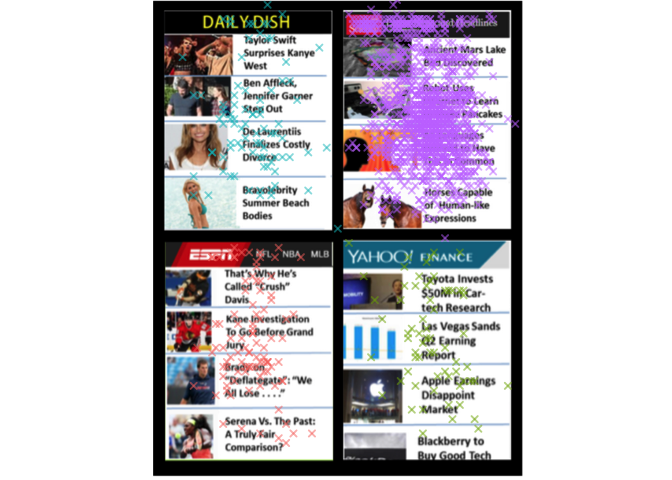 DAILY DISH
Taylor Swift
Surprises Kanye
West
Ben Affleck,
Jennifer Garner
Step Out
De Laurentiis
Finalizes Costly
Divorce
Bravolebrity
Summer Beach
Bodies
Headlines
Ancient Mars Lake
Bed Discovered
Robot Uses
to Learn
Pancakes
to Have
Common
Horses Capable
of Human-like
Expressions
ESPN NFL NBA MLB
That's Why He's
Called "Crush"
Davis
Kane Investigation
To Go Before Grand
Jury
Brady on
"Deflategate": "We
All Lose . . . ."
Serena Vs. The Past:
A Truly Fair
Comparison?
YAHOO! FINANCE
Toyota Invests
$50M in Car-
tech Research
Las Vegas Sands
Q2 Earning
Report
Apple Earnings
Disappoint
Market
Blackberry to
Buy Good Tech